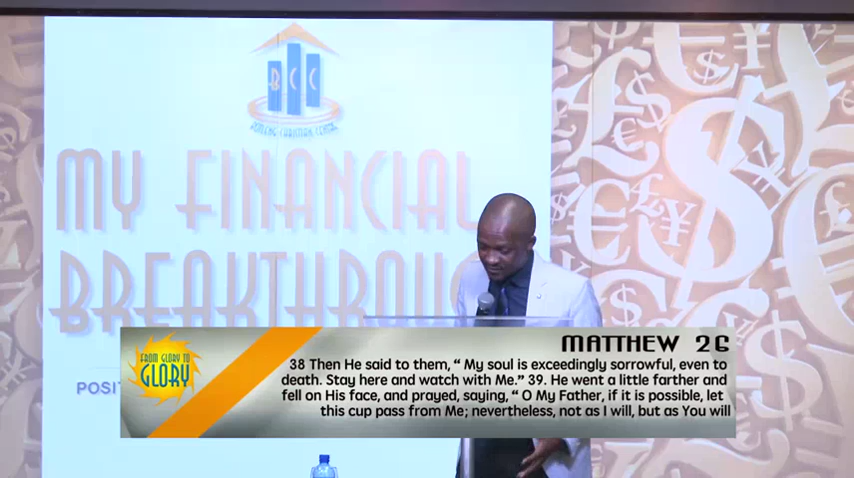 BCC
MY FINANCIAL
BREAKTHROUG
POSIT
FROM GLORY TO
GLORY
MATTHEW 26
38 Then He said to them, “ My soul is exceedingly sorrowful, even to
death. Stay here and watch with Me.” 39. He went a little farther and
fell on His face, and prayed, saying, “ O My Father, if it is possible, let
this cup pass from Me; nevertheless, not as I will, but as You will